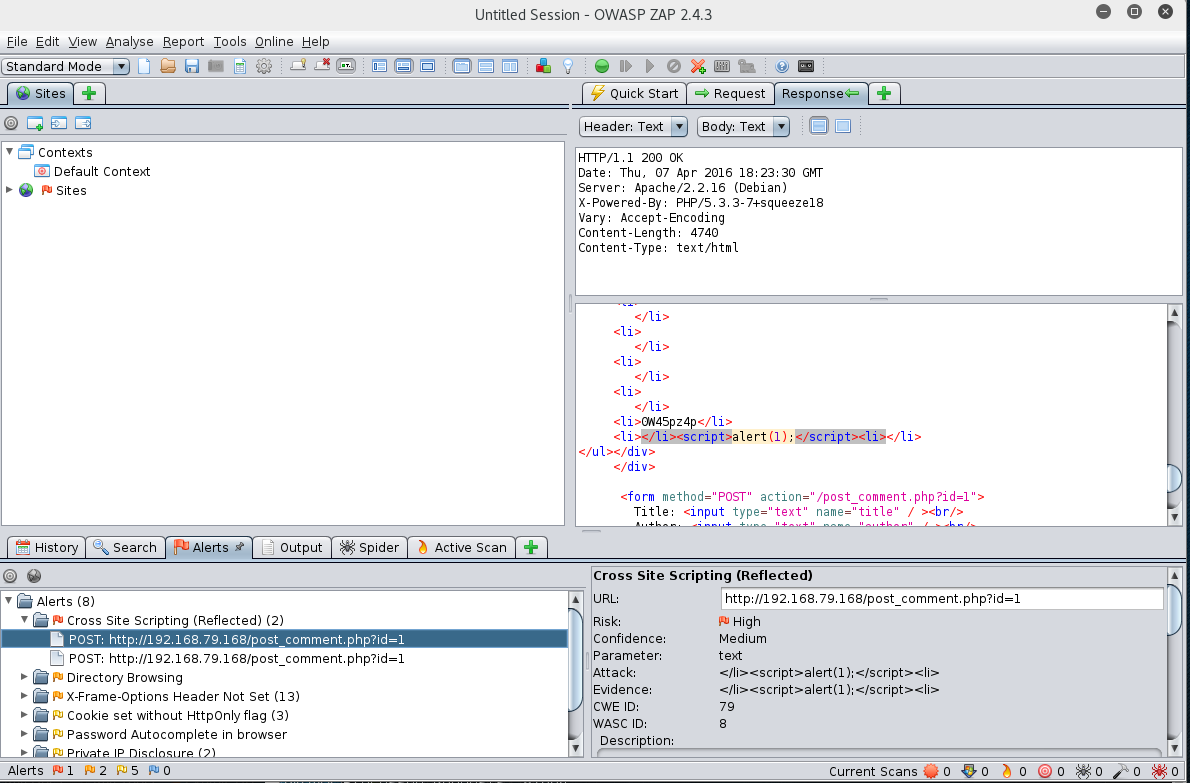 Untitled Session - OWASP ZAP 2.4.3
File Edit View Analyse Report Tools Online Help
Standard Mode
Sites
Quick Start Request Response
Header: Text Body: Text
Contexts
Default Context
Sites
HTTP/1.1 200 OK
Date: Thu, 07 Apr 2016 18:23:30 GMT
Server: Apache/2.2.16 (Debian)
X-Powered-By: PHP/5.3.3-7+squeeze18
Vary: Accept-Encoding
Content-Length: 4740
Content-Type: text/html
<li>
</li>
<li>
</li>
<li>
</li>
<li>
</li>
<li>0W45pz4p</li>
<li></li><script>alert(1);</script><li></li>
</ul></div>
</div>
<form method="POST" action="/post_comment.php?id=1">
Title: <input type="text" name="title" / ><br/>
Author: <input type="text" name="author" / ><br/>
History Search Alerts Output Spider Active Scan
Alerts (8)
Cross Site Scripting (Reflected) (2)
POST: http://192.168.79.168/post_comment.php?id=1
POST: http://192.168.79.168/post_comment.php?id=1
Directory Browsing
X-Frame-Options Header Not Set (13)
Cookie set without HttpOnly flag (3)
Password Autocomplete in browser
Private IP Disclosure (2)
Cross Site Scripting (Reflected)
URL: http://192.168.79.168/post_comment.php?id=1
Risk: High
Confidence: Medium
Parameter: text
Attack: </li><script>alert(1);</script><li>
Evidence: </li><script>alert(1);</script><li>
CWE ID: 79
WASC ID: 8
Description:
Alerts 1 2 5 0 Current Scans 0 0 0 0 0 0 0